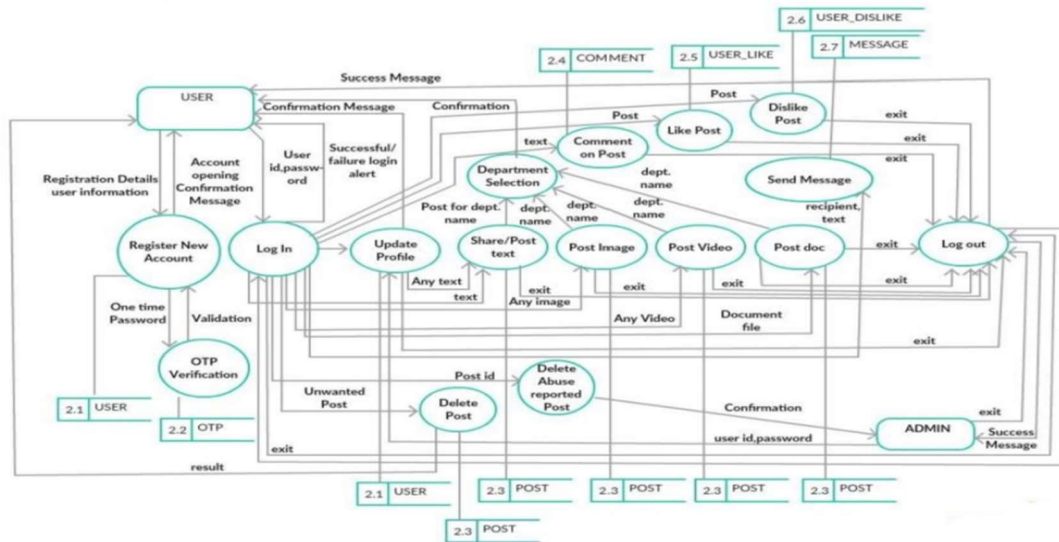 2.6 USER_DISLIKE
2.7 MESSAGE
2.4 COMMENT
2.5 USER_LIKE
Success Message
USER
Confirmation Message
Confirmation
Post
Post
Dislike
Post
exit
Like Post
exit
text
Comment
on Post
exit
Registration Details
user information
Account
opening
Confirmation
Message
User
id,passw-
ord
Successful/
failure login
alert
Department
Selection
dept.
name
Send Message
Post for dept.
name
dept.
name
dept.
name
dept.
name
recipient,
text
Register New
Account
Log In
Update
Profile
Share/Post
text
Post Image
Post Video
Post doc
exit
Log out
Any text
text
exit
Any image
exit
exit
exit
One time
Password
Validation
Any Video
Document
file
exit
OTP
Verification
Unwanted
Post
Post id
Delete
Abuse
reported
Post
Delete
Post
Confirmation
2.1 USER
2.2 OTP
ADMIN
exit
exit
user id,password
Success
Message
result
2.1 USER
2.3 POST
2.3 POST
2.3 POST
2.3 POST
2.3 POST